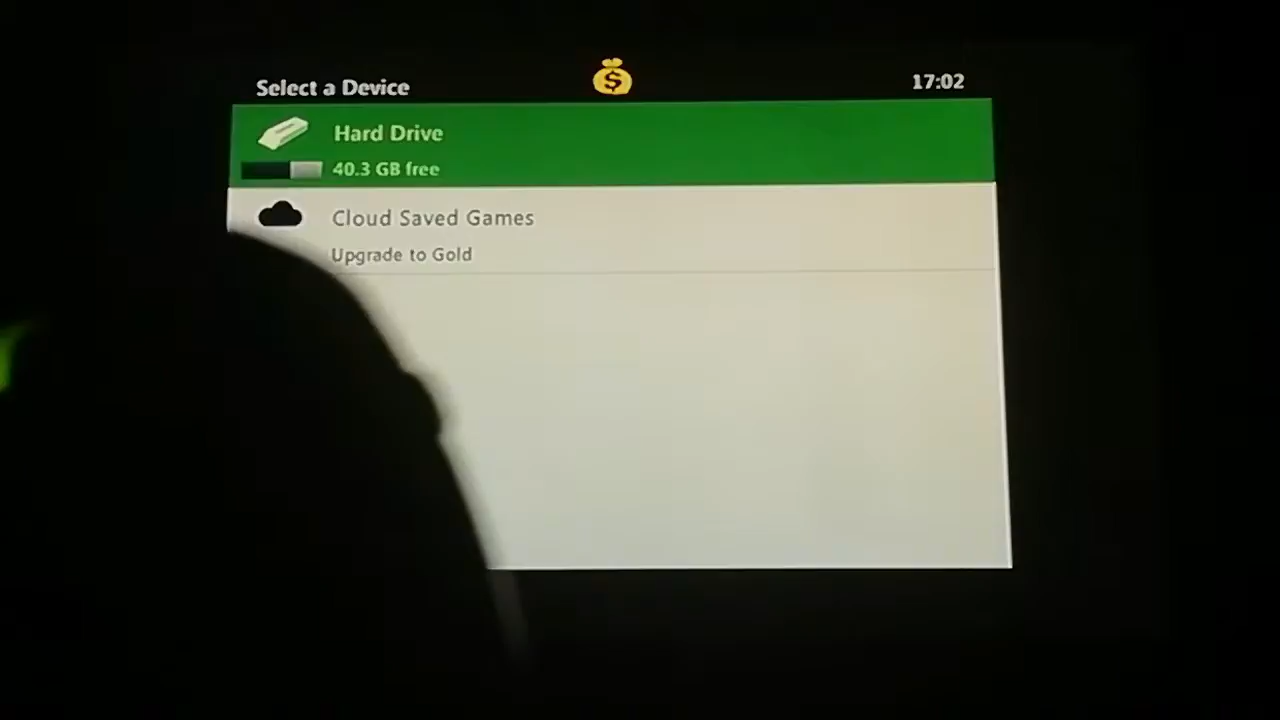 Select a Device
17:02
Hard Drive
40.3 GB free
Cloud Saved Games
Upgrade to Gold